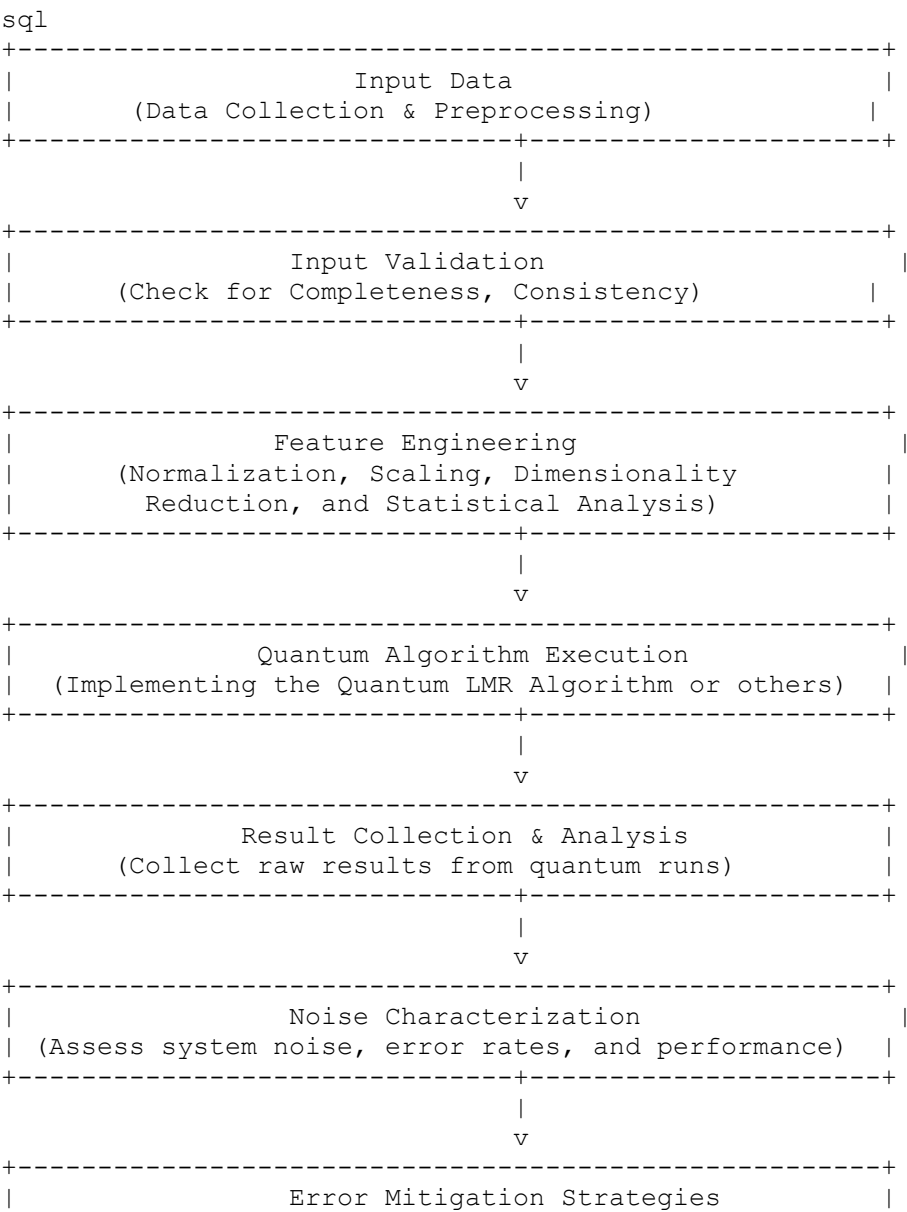 sql
+------------------------------------------------------+
|                     Input Data                       |
|       (Data Collection & Preprocessing)             |
+-------------------------------+----------------------+
                                |
                                v
+------------------------------------------------------+
|                 Input Validation                      |
|      (Check for Completeness, Consistency)          |
+-------------------------------+----------------------+
                                |
                                v
+------------------------------------------------------+
|                Feature Engineering                    |
|      (Normalization, Scaling, Dimensionality         |
|        Reduction, and Statistical Analysis)          |
+-------------------------------+----------------------+
                                |
                                v
+------------------------------------------------------+
|               Quantum Algorithm Execution             |
|  (Implementing the Quantum LMR Algorithm or others)  |
+-------------------------------+----------------------+
                                |
                                v
+------------------------------------------------------+
|              Result Collection & Analysis            |
|      (Collect raw results from quantum runs)         |
+-------------------------------+----------------------+
                                |
                                v
+------------------------------------------------------+
|                 Noise Characterization                |
| (Assess system noise, error rates, and performance)  |
+-------------------------------+----------------------+
                                |
                                v
+------------------------------------------------------+
|                 Error Mitigation Strategies          |